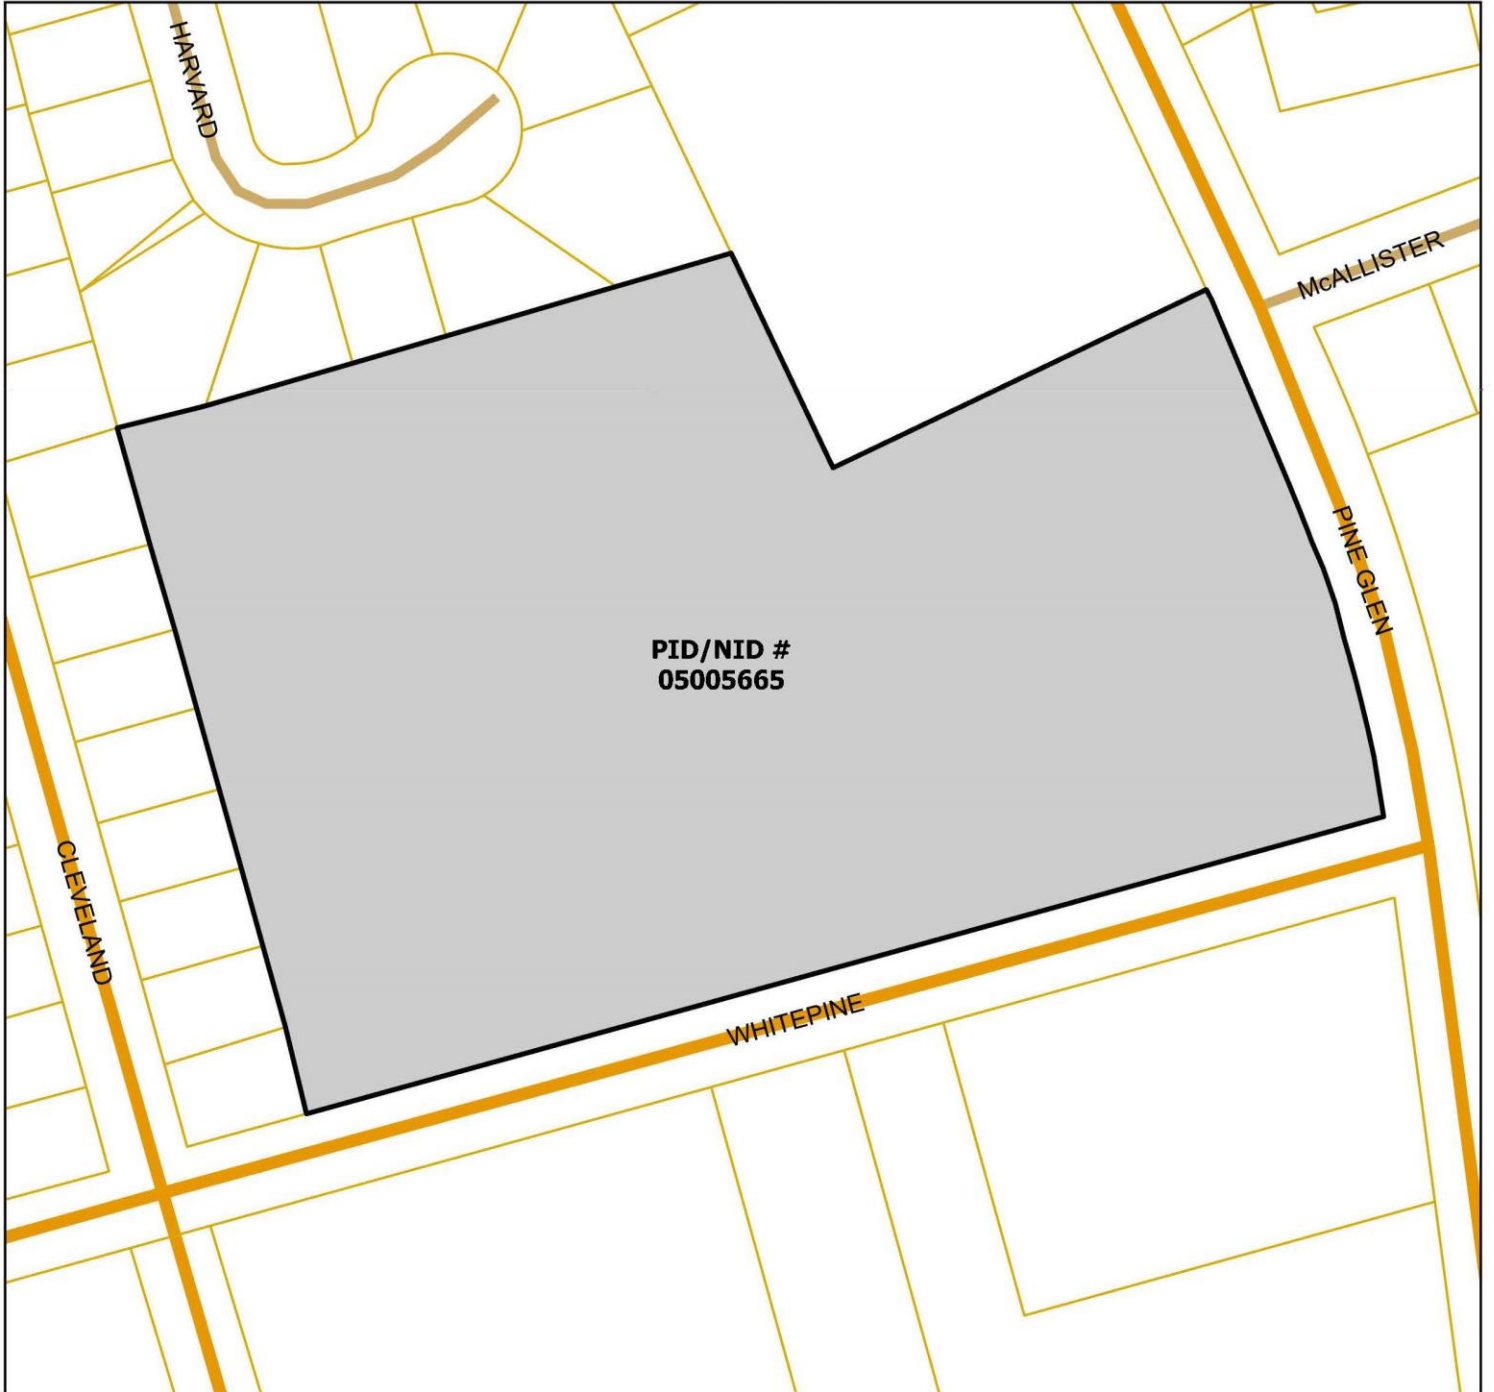 HARVARD
McALLISTER
PINE GLEN
PID/NID #
05005665
CLEVELAND
WHITEPINE